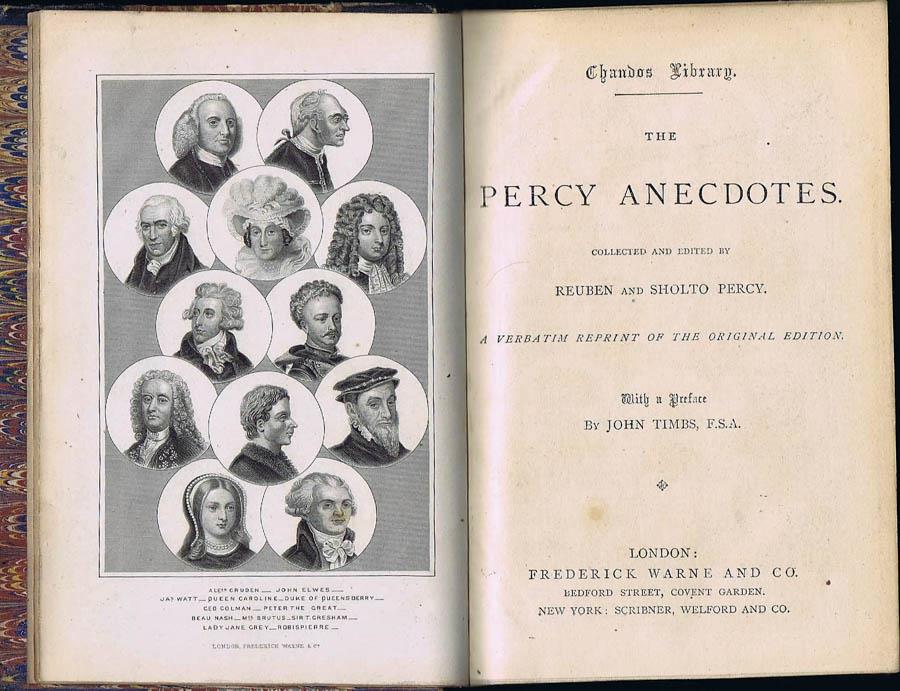 ALEXR CRUDEN — JOHN ELWES —
JAS WATT — QUEEN CAROLINE — DUKE OF QUEENSBERRY —
GEO COLMAN — PETER THE GREAT —
BEAU NASH — MRS BRUTUS — SIR T. GRESHAM —
LADY JANE GREY — ROBISPIERRE —
LONDON, FREDERICK WARNE & CO
Chandos Library.
THE
PERCY ANECDOTES.
COLLECTED AND EDITED BY
REUBEN AND SHOLTO PERCY.
A VERBATIM REPRINT OF THE ORIGINAL EDITION.
With a Preface
BY JOHN TIMBS, F.S.A.
LONDON:
FREDERICK WARNE AND CO.
BEDFORD STREET, COVENT GARDEN.
NEW YORK: SCRIBNER, WELFORD AND CO.